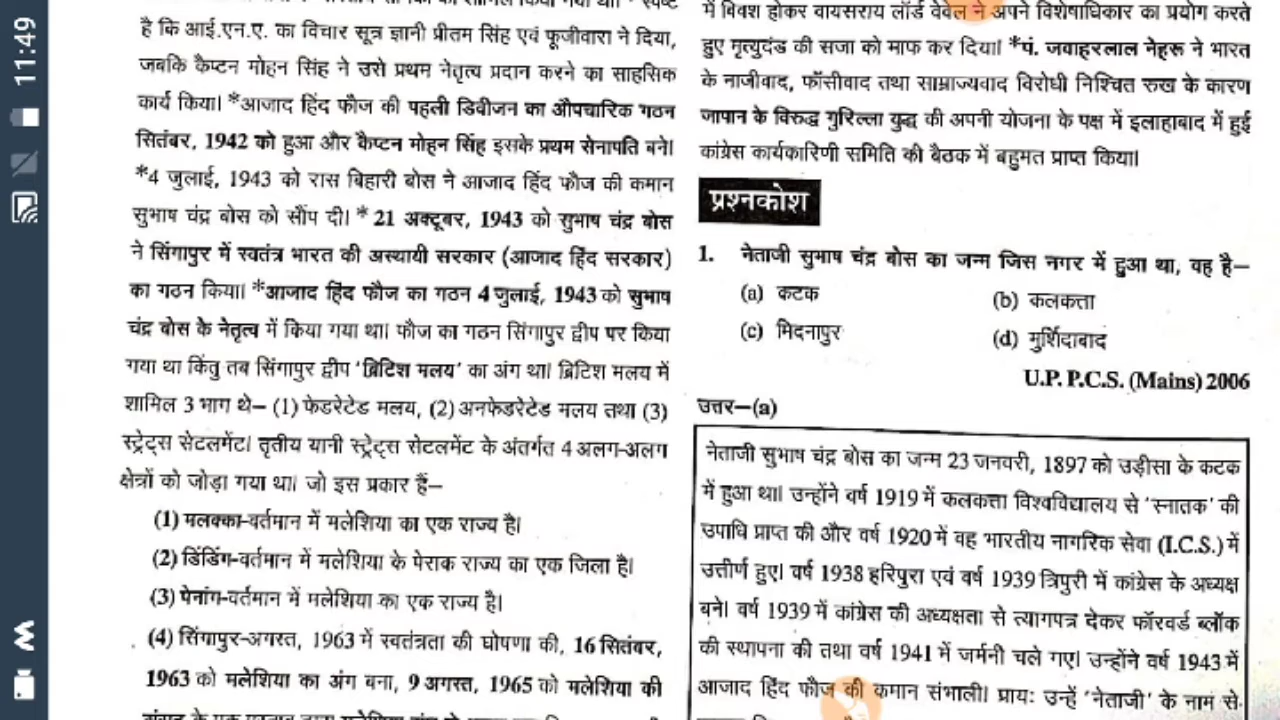 11:49
है कि आई.एन.ए. का विचार सूत्र ज्ञानी प्रीतम सिंह एवं फूजीवारा ने दिया,
जबकि कैप्टन मोहन सिंह ने उसे प्रथम नेतृत्व प्रदान करने का साहसिक
कार्य किया। *आजाद हिंद फौज की पहली डिवीजन का औपचारिक गठन
सितंबर, 1942 को हुआ और कैप्टन मोहन सिंह इसके प्रथम सेनापति बने।
*4 जुलाई, 1943 को रास बिहारी बोस ने आजाद हिंद फौज की कमान
सुभाष चंद्र बोस को सौंप दी। * 21 अक्टूबर, 1943 को सुभाष चंद्र बोस
ने सिंगापुर में स्वतंत्र भारत की अस्थायी सरकार (आजाद हिंद सरकार)
का गठन किया। *आजाद हिंद फौज का गठन 4 जुलाई, 1943 को सुभाष
चंद्र बोस के नेतृत्व में किया गया था। फौज का गठन सिंगापुर द्वीप पर किया
गया था किंतु तब सिंगापुर द्वीप 'ब्रिटिश मलय' का अंग था। ब्रिटिश मलय में
शामिल 3 भाग थे– (1) फेडरेटेड मलय, (2) अनफेडरेटेड मलय तथा (3)
स्ट्रेट्स सेटलमेंट। तृतीय यानी स्ट्रेट्स सेटलमेंट के अंतर्गत 4 अलग-अलग
क्षेत्रों को जोड़ा गया था। जो इस प्रकार हैं–
(1) मलक्का-वर्तमान में मलेशिया का एक राज्य है।
(2) डिंडिंग-वर्तमान में मलेशिया के पेराक राज्य का एक जिला है।
(3) पेनांग-वर्तमान में मलेशिया का एक राज्य है।
(4) सिंगापुर-अगस्त, 1963 में स्वतंत्रता की घोषणा की, 16 सितंबर,
1963 को मलेशिया का अंग बना, 9 अगस्त, 1965 को मलेशिया की
में विवश होकर वायसराय लॉर्ड वेवेल ने अपने विशेषाधिकार का प्रयोग करते
हुए मृत्युदंड की सजा को माफ कर दिया। *पं. जवाहरलाल नेहरू ने भारत
के नाजीवाद, फॉसीवाद तथा साम्राज्यवाद विरोधी निश्चित रुख के कारण
जापान के विरुद्ध गुरिल्ला युद्ध की अपनी योजना के पक्ष में इलाहाबाद में हुई
कांग्रेस कार्यकारिणी समिति की बैठक में बहुमत प्राप्त किया।
प्रश्नकोश
1. नेताजी सुभाष चंद्र बोस का जन्म जिस नगर में हुआ था, वह है–
(a) कटक (b) कलकत्ता
(c) मिदनापुर (d) मुर्शिदाबाद
U.P. P.C.S. (Mains) 2006
उत्तर–(a)
नेताजी सुभाष चंद्र बोस का जन्म 23 जनवरी, 1897 को उड़ीसा के कटक
में हुआ था। उन्होंने वर्ष 1919 में कलकत्ता विश्वविद्यालय से 'स्नातक' की
उपाधि प्राप्त की और वर्ष 1920 में वह भारतीय नागरिक सेवा (I.C.S.) में
उत्तीर्ण हुए। वर्ष 1938 हरिपुरा एवं वर्ष 1939 त्रिपुरी में कांग्रेस के अध्यक्ष
बने। वर्ष 1939 में कांग्रेस की अध्यक्षता से त्यागपत्र देकर फॉरवर्ड ब्लॉक
की स्थापना की तथा वर्ष 1941 में जर्मनी चले गए। उन्होंने वर्ष 1943 में
आजाद हिंद फौज की कमान संभाली। प्रायः उन्हें 'नेताजी' के नाम से